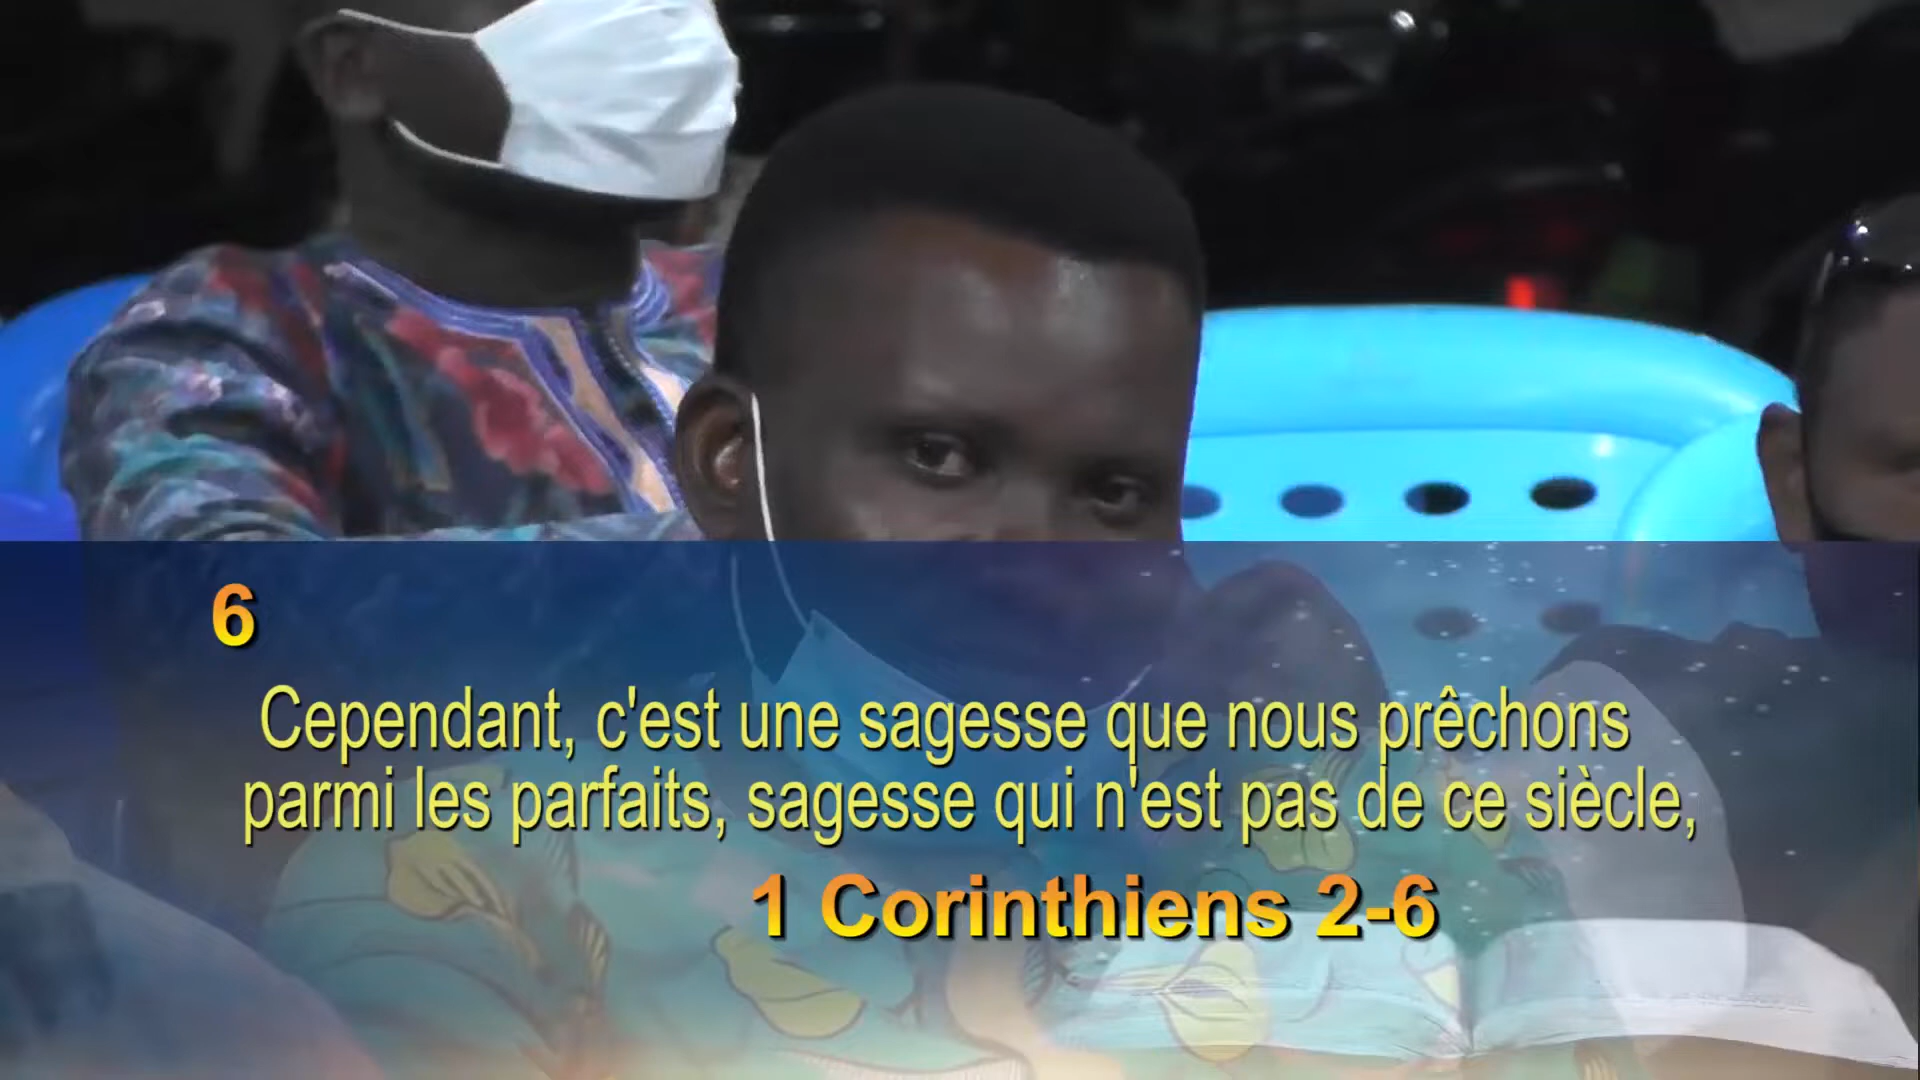 6
Cependant, c'est une sagesse que nous prêchons
parmi les parfaits, sagesse qui n'est pas de ce siècle,
1 Corinthiens 2-6